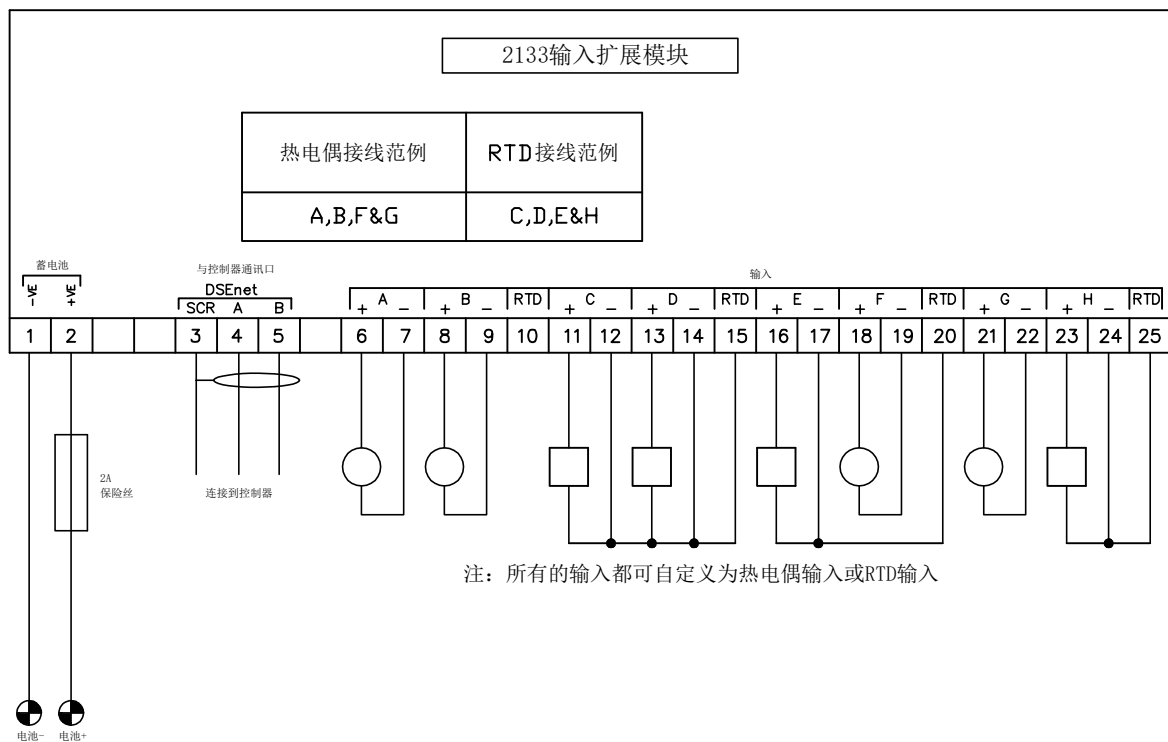 2133输入扩展模块
热电偶接线范例 RTD接线范例
A,B,F&G C,D,E&H
蓄电池 与控制器通讯口 输入
-VE +VE DSEnet
SCR A B
A B RTD C D RTD E F RTD G H RTD
+ - + - + - + - + - + - + - + -
1 2 3 4 5 6 7 8 9 10 11 12 13 14 15 16 17 18 19 20 21 22 23 24 25
2A
保险丝 连接到控制器
注：所有的输入都可自定义为热电偶输入或RTD输入
电池- 电池+